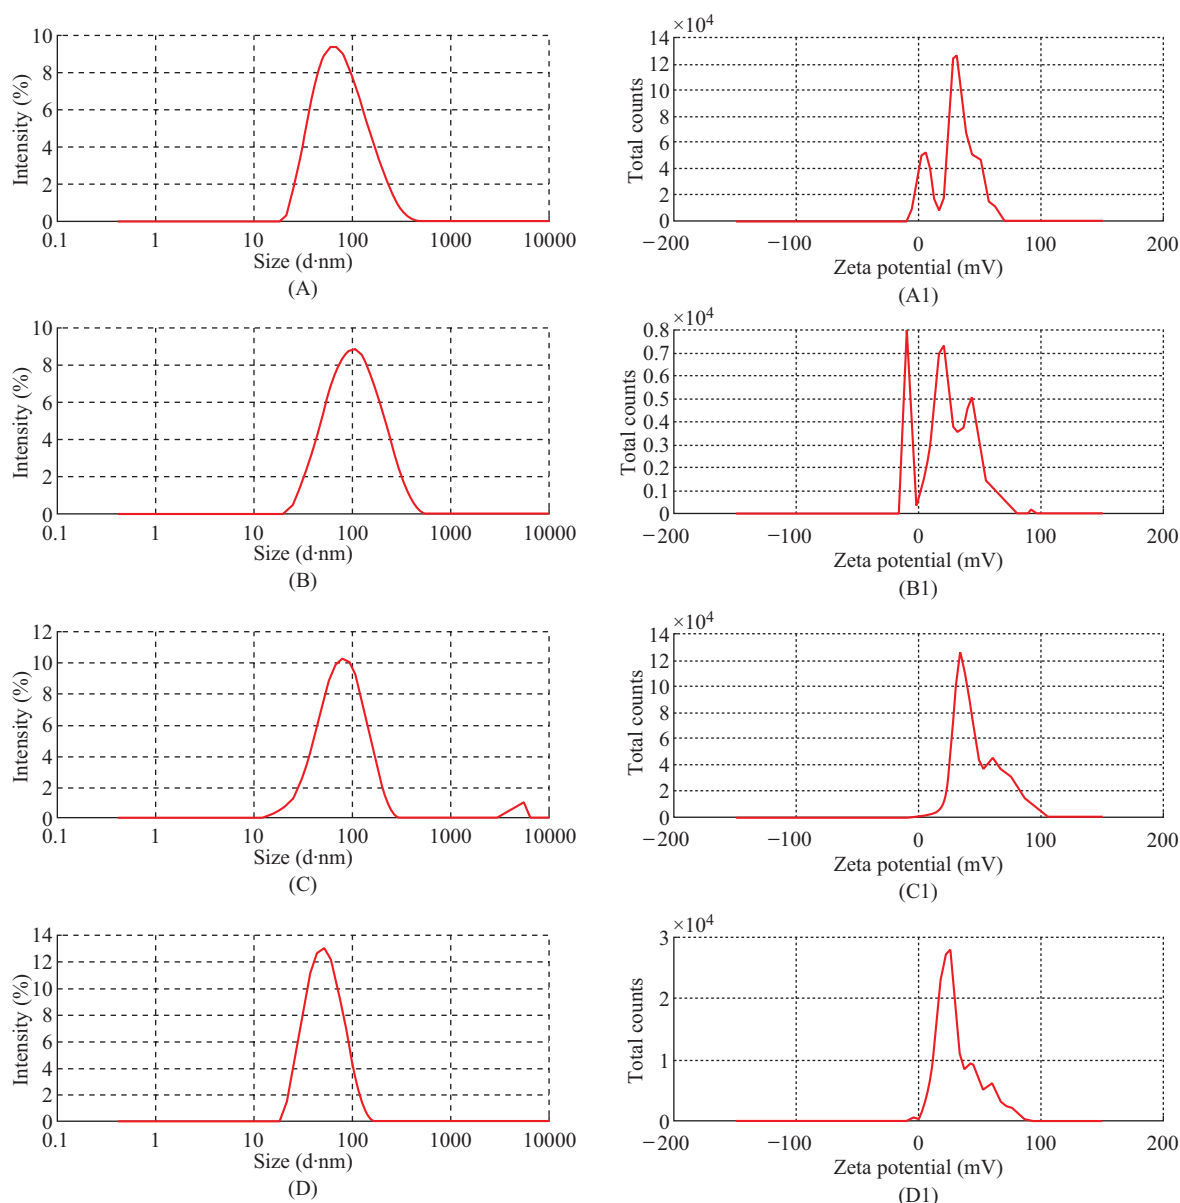 10
8
6
4
2
0
Intensity (%)
0.1 1 10 100 1000 10000
Size (d·nm)
(A)
×10⁴
14
12
10
8
6
4
2
0
Total counts
−200 −100 0 100 200
Zeta potential (mV)
(A1)
10
8
6
4
2
0
Intensity (%)
0.1 1 10 100 1000 10000
Size (d·nm)
(B)
×10⁴
0.8
0.7
0.6
0.5
0.4
0.3
0.2
0.1
0
Total counts
−200 −100 0 100 200
Zeta potential (mV)
(B1)
12
10
8
6
4
2
0
Intensity (%)
0.1 1 10 100 1000 10000
Size (d·nm)
(C)
×10⁴
14
12
10
8
6
4
2
0
Total counts
−200 −100 0 100 200
Zeta potential (mV)
(C1)
14
12
10
8
6
4
2
0
Intensity (%)
0.1 1 10 100 1000 10000
Size (d·nm)
(D)
×10⁴
3
2
1
0
Total counts
−200 −100 0 100 200
Zeta potential (mV)
(D1)